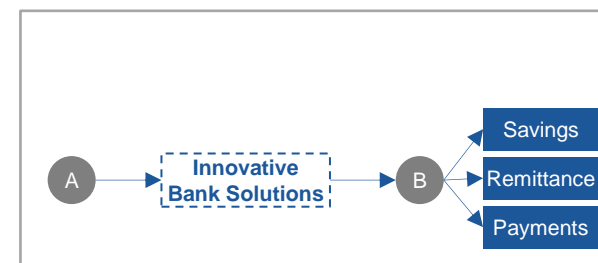 A
Innovative
Bank Solutions
B
Savings
Remittance
Payments